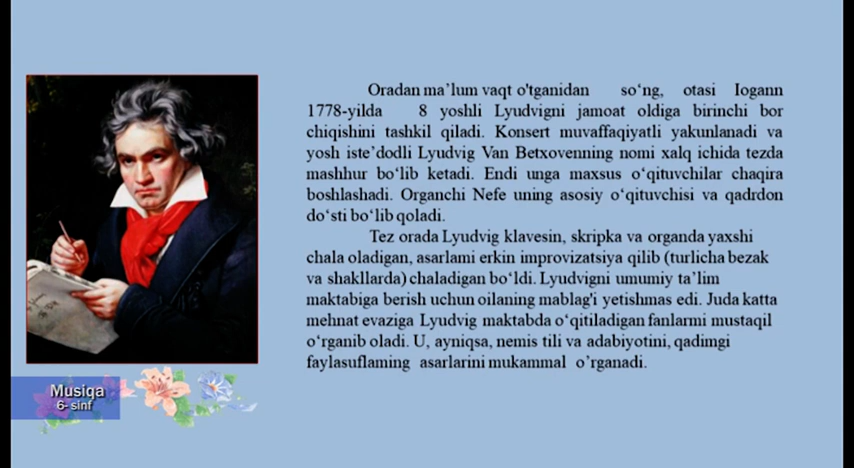 Oradan ma’lum vaqt o'tganidan so‘ng, otasi Iogann
1778-yilda 8 yoshli Lyudvigni jamoat oldiga birinchi bor
chiqishini tashkil qiladi. Konsert muvaffaqiyatli yakunlanadi va
yosh iste’dodli Lyudvig Van Betxovenning nomi xalq ichida tezda
mashhur bo‘lib ketadi. Endi unga maxsus o‘qituvchilar chaqira
boshlashadi. Organchi Nefe uning asosiy o‘qituvchisi va qadrdon
do‘sti bo‘lib qoladi.
Tez orada Lyudvig klavesin, skripka va organda yaxshi
chala oladigan, asarlami erkin improvizatsiya qilib (turlicha bezak
va shakllarda) chaladigan bo‘ldi. Lyudvigni umumiy ta’lim
maktabiga berish uchun oilaning mablag'i yetishmas edi. Juda katta
mehnat evaziga Lyudvig maktabda o‘qitiladigan fanlarmi mustaqil
o‘rganib oladi. U, ayniqsa, nemis tili va adabiyotini, qadimgi
faylasuflaming asarlarini mukammal o’rganadi.
Musiqa
6- sinf